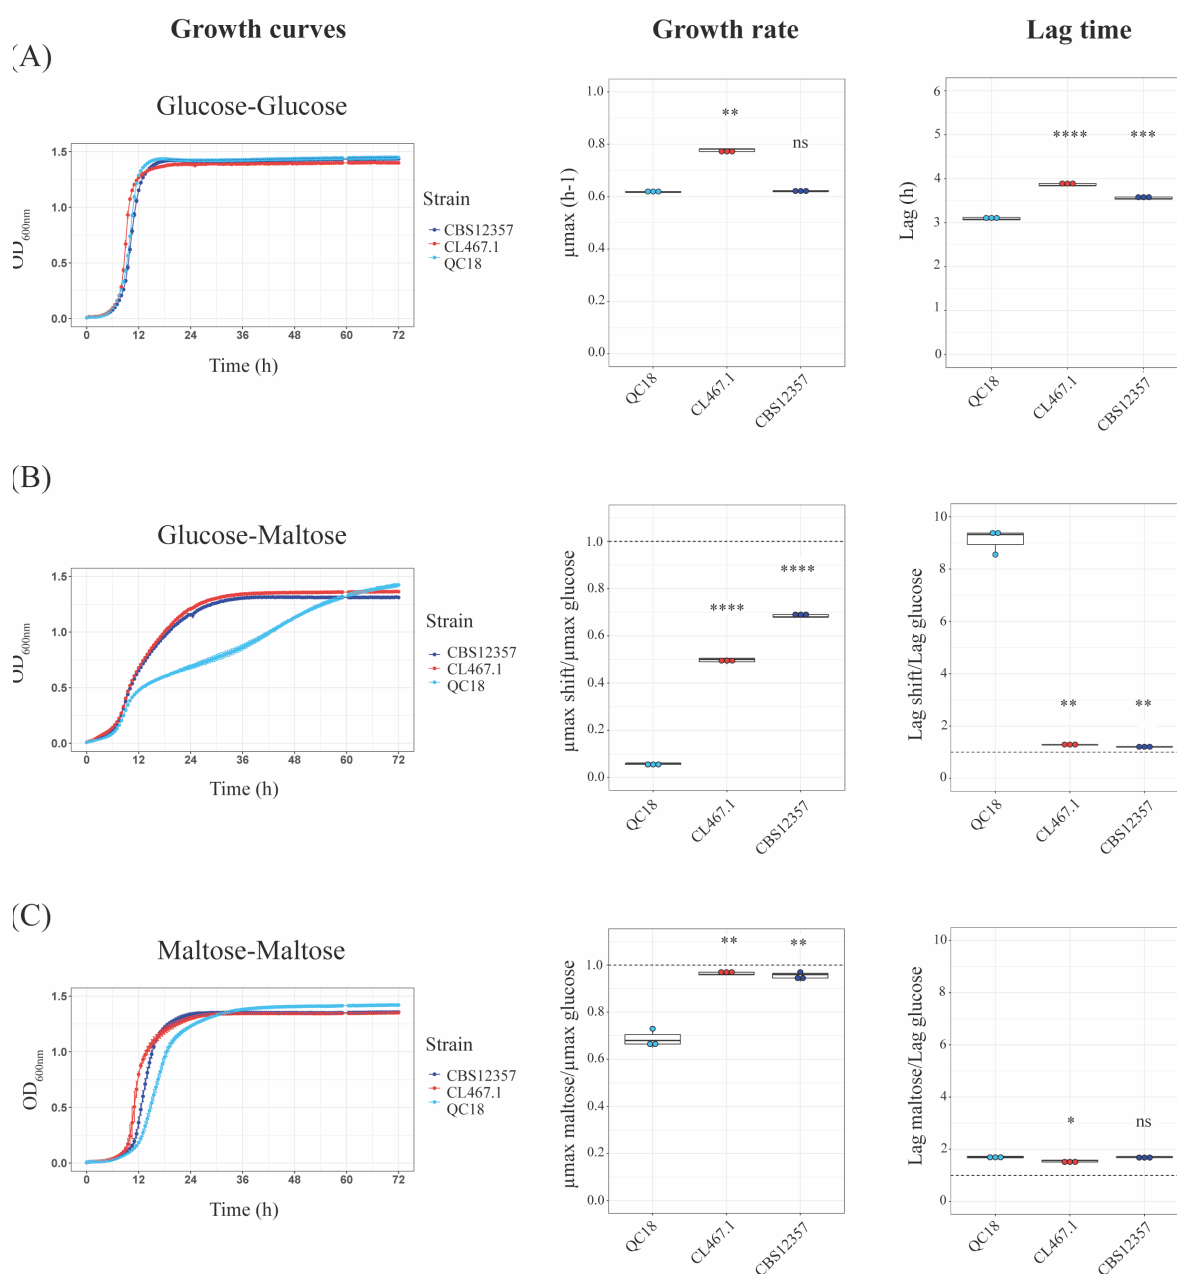 Growth curves
Growth rate
Lag time
(A)
Glucose-Glucose
1.5
1.0
0.5
0.0
OD600nm
0
12
24
36
48
60
72
Time (h)
Strain
CBS12357
CL467.1
QC18
1.0
0.8
0.6
0.4
0.2
0.0
μmax (h-1)
**
ns
QC18
CL467.1
CBS12357
6
5
4
3
2
1
0
Lag (h)
****
***
QC18
CL467.1
CBS12357
(B)
Glucose-Maltose
1.5
1.0
0.5
0.0
OD600nm
0
12
24
36
48
60
72
Time (h)
Strain
CBS12357
CL467.1
QC18
1.0
0.8
0.6
0.4
0.2
0.0
μmax shift/μmax glucose
****
****
QC18
CL467.1
CBS12357
10
8
6
4
2
0
Lag shift/Lag glucose
**
**
QC18
CL467.1
CBS12357
(C)
Maltose-Maltose
1.5
1.0
0.5
0.0
OD600nm
0
12
24
36
48
60
72
Time (h)
Strain
CBS12357
CL467.1
QC18
1.0
0.8
0.6
0.4
0.2
0.0
μmax maltose/μmax glucose
**
**
QC18
CL467.1
CBS12357
10
8
6
4
2
0
Lag maltose/Lag glucose
*
ns
QC18
CL467.1
CBS12357